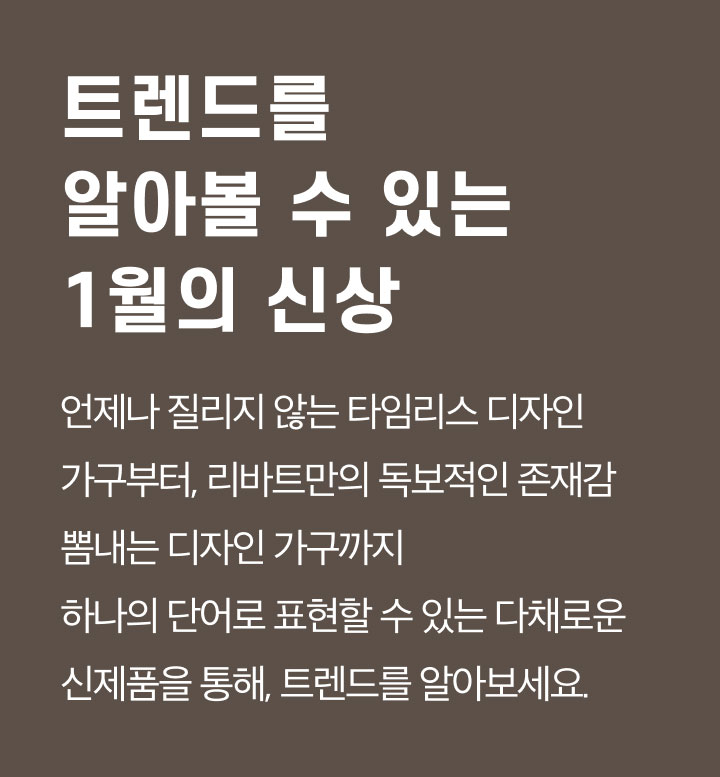 트렌드를
알아볼 수 있는
1월의 신상
언제나 질리지 않는 타임리스 디자인
가구부터, 리바트만의 독보적인 존재감
뽐내는 디자인 가구까지
하나의 단어로 표현할 수 있는 다채로운
신제품을 통해, 트렌드를 알아보세요.